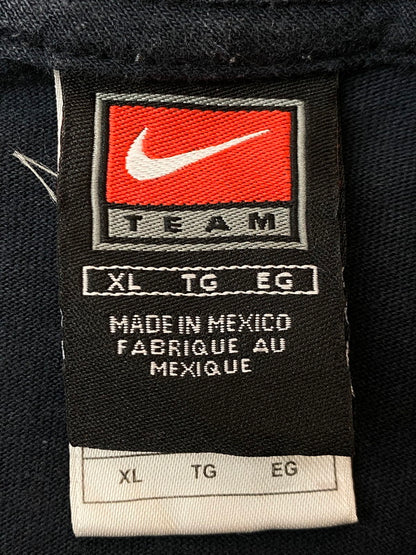 TEAM
XL TG EG
MADE IN MEXICO
FABRIQUE AU
MEXIQUE
XL TG EG